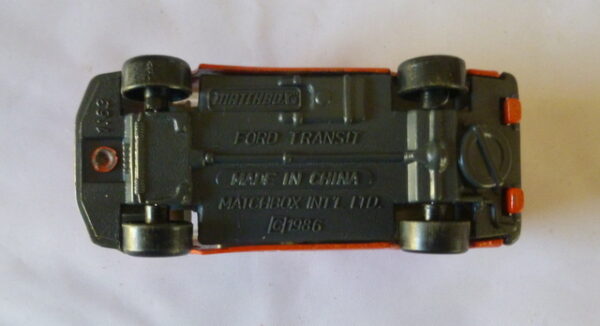 MATCHBOX®
FORD TRANSIT
MADE IN CHINA
MATCHBOX INT'L. LTD.
(C) 1986